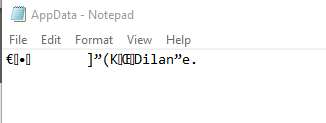 AppData - Notepad
File Edit Format View Help
€▯•▯ ]”(K▯Œ▯Dilan”e.